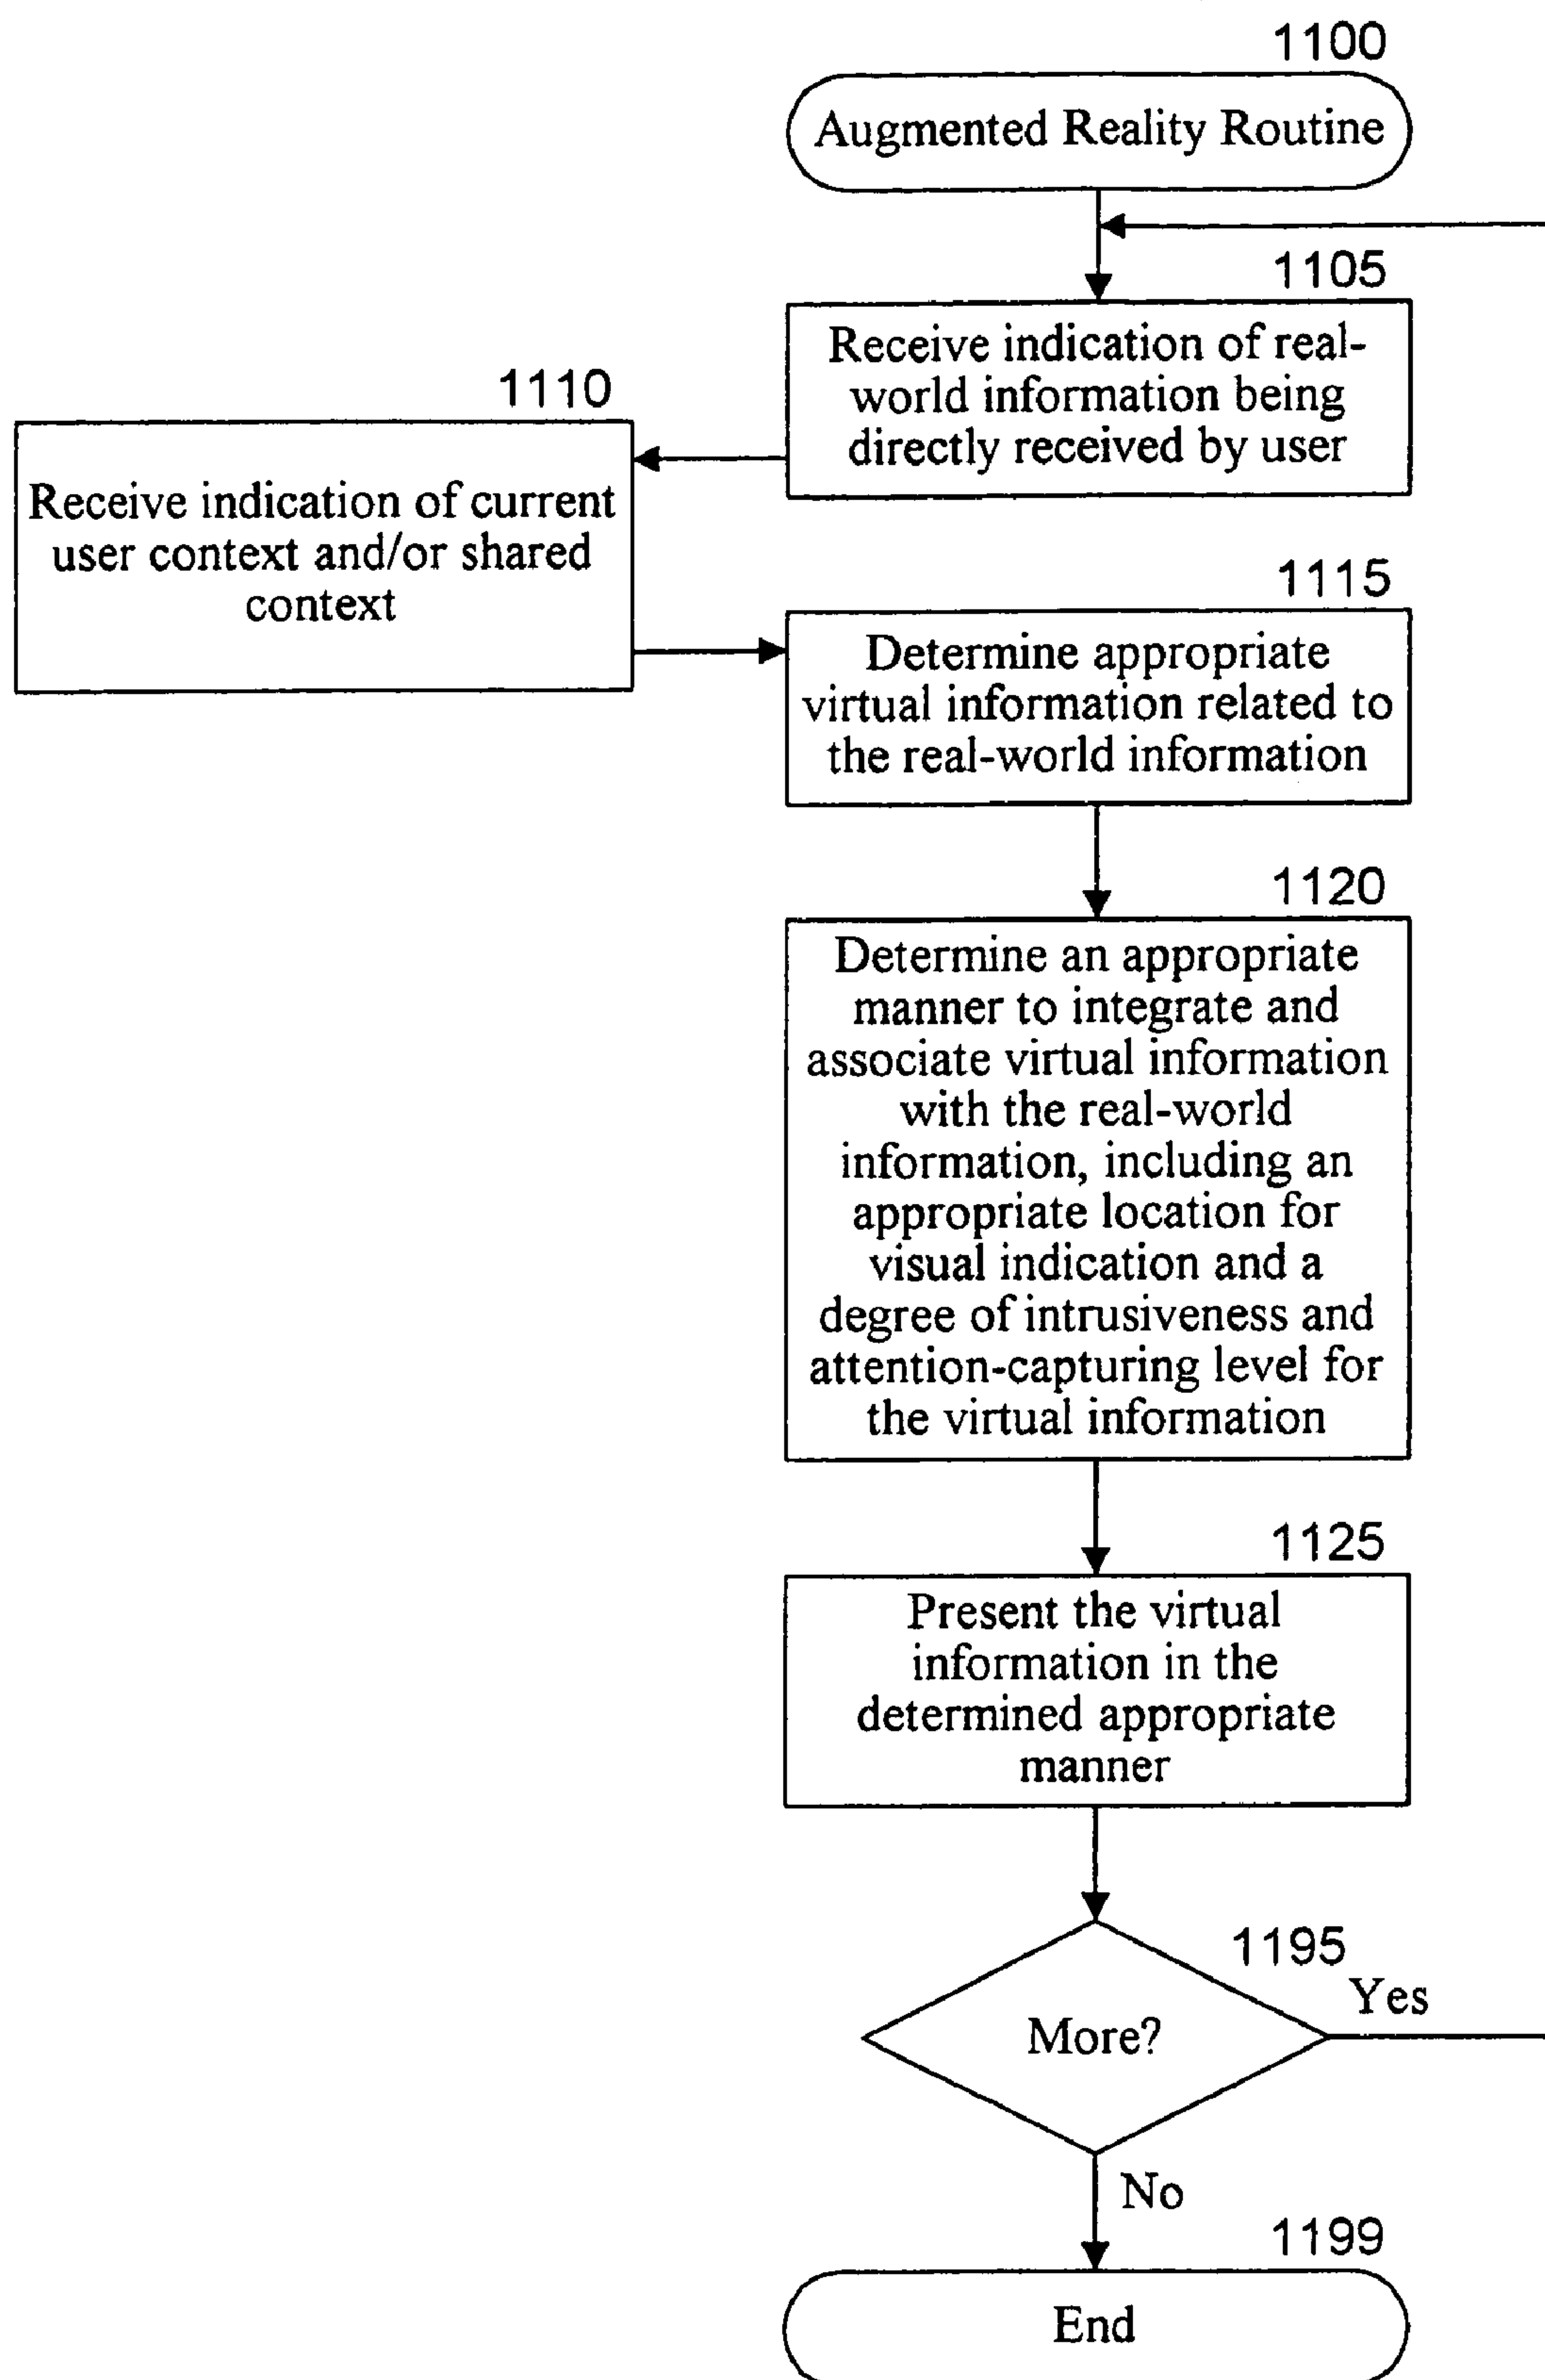 1100
Augmented Reality Routine
1105
Receive indication of real-
world information being
directly received by user
1110
Receive indication of current
user context and/or shared
context
1115
Determine appropriate
virtual information related to
the real-world information
1120
Determine an appropriate
manner to integrate and
associate virtual information
with the real-world
information, including an
appropriate location for
visual indication and a
degree of intrusiveness and
attention-capturing level for
the virtual information
1125
Present the virtual
information in the
determined appropriate
manner
1195
Yes
More?
No
1199
End